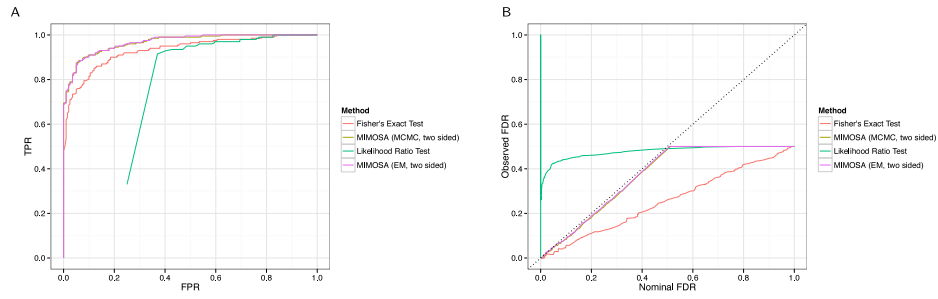 A
1.0
0.8
0.6
0.4
0.2
0.0
TPR
0.0 0.2 0.4 0.6 0.8 1.0
FPR
Method
Fisher's Exact Test
MIMOSA (MCMC, two sided)
Likelihood Ratio Test
MIMOSA (EM, two sided)
B
1.0
0.8
0.6
0.4
0.2
0.0
Observed FDR
0.0 0.2 0.4 0.6 0.8 1.0
Nominal FDR
Method
Fisher's Exact Test
MIMOSA (MCMC, two sided)
Likelihood Ratio Test
MIMOSA (EM, two sided)